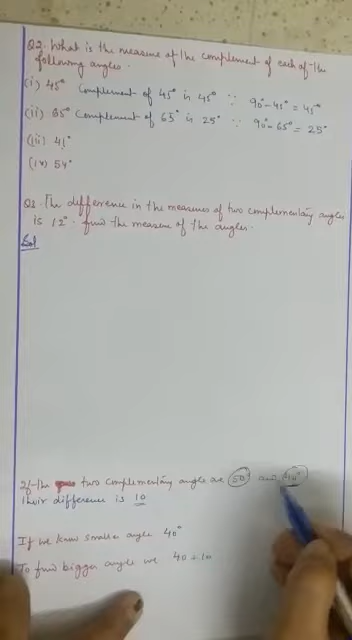 Q2. What is the measure of the complement of each of the
following angles.
(i) 45° Complement of 45° is 45° ∵ 90°-45° = 45°
(ii) 65° Complement of 65° is 25° ∵ 90°-65° = 25°
(iii) 41°
(iv) 54°
Q3. The difference in the measures of two complementary angles
is 12°. find the measure of the angles.
Sol
If the two complementary angle are 50° and 40°
their difference is 10
If we know smaller angle 40°
To find bigger angle we 40+10